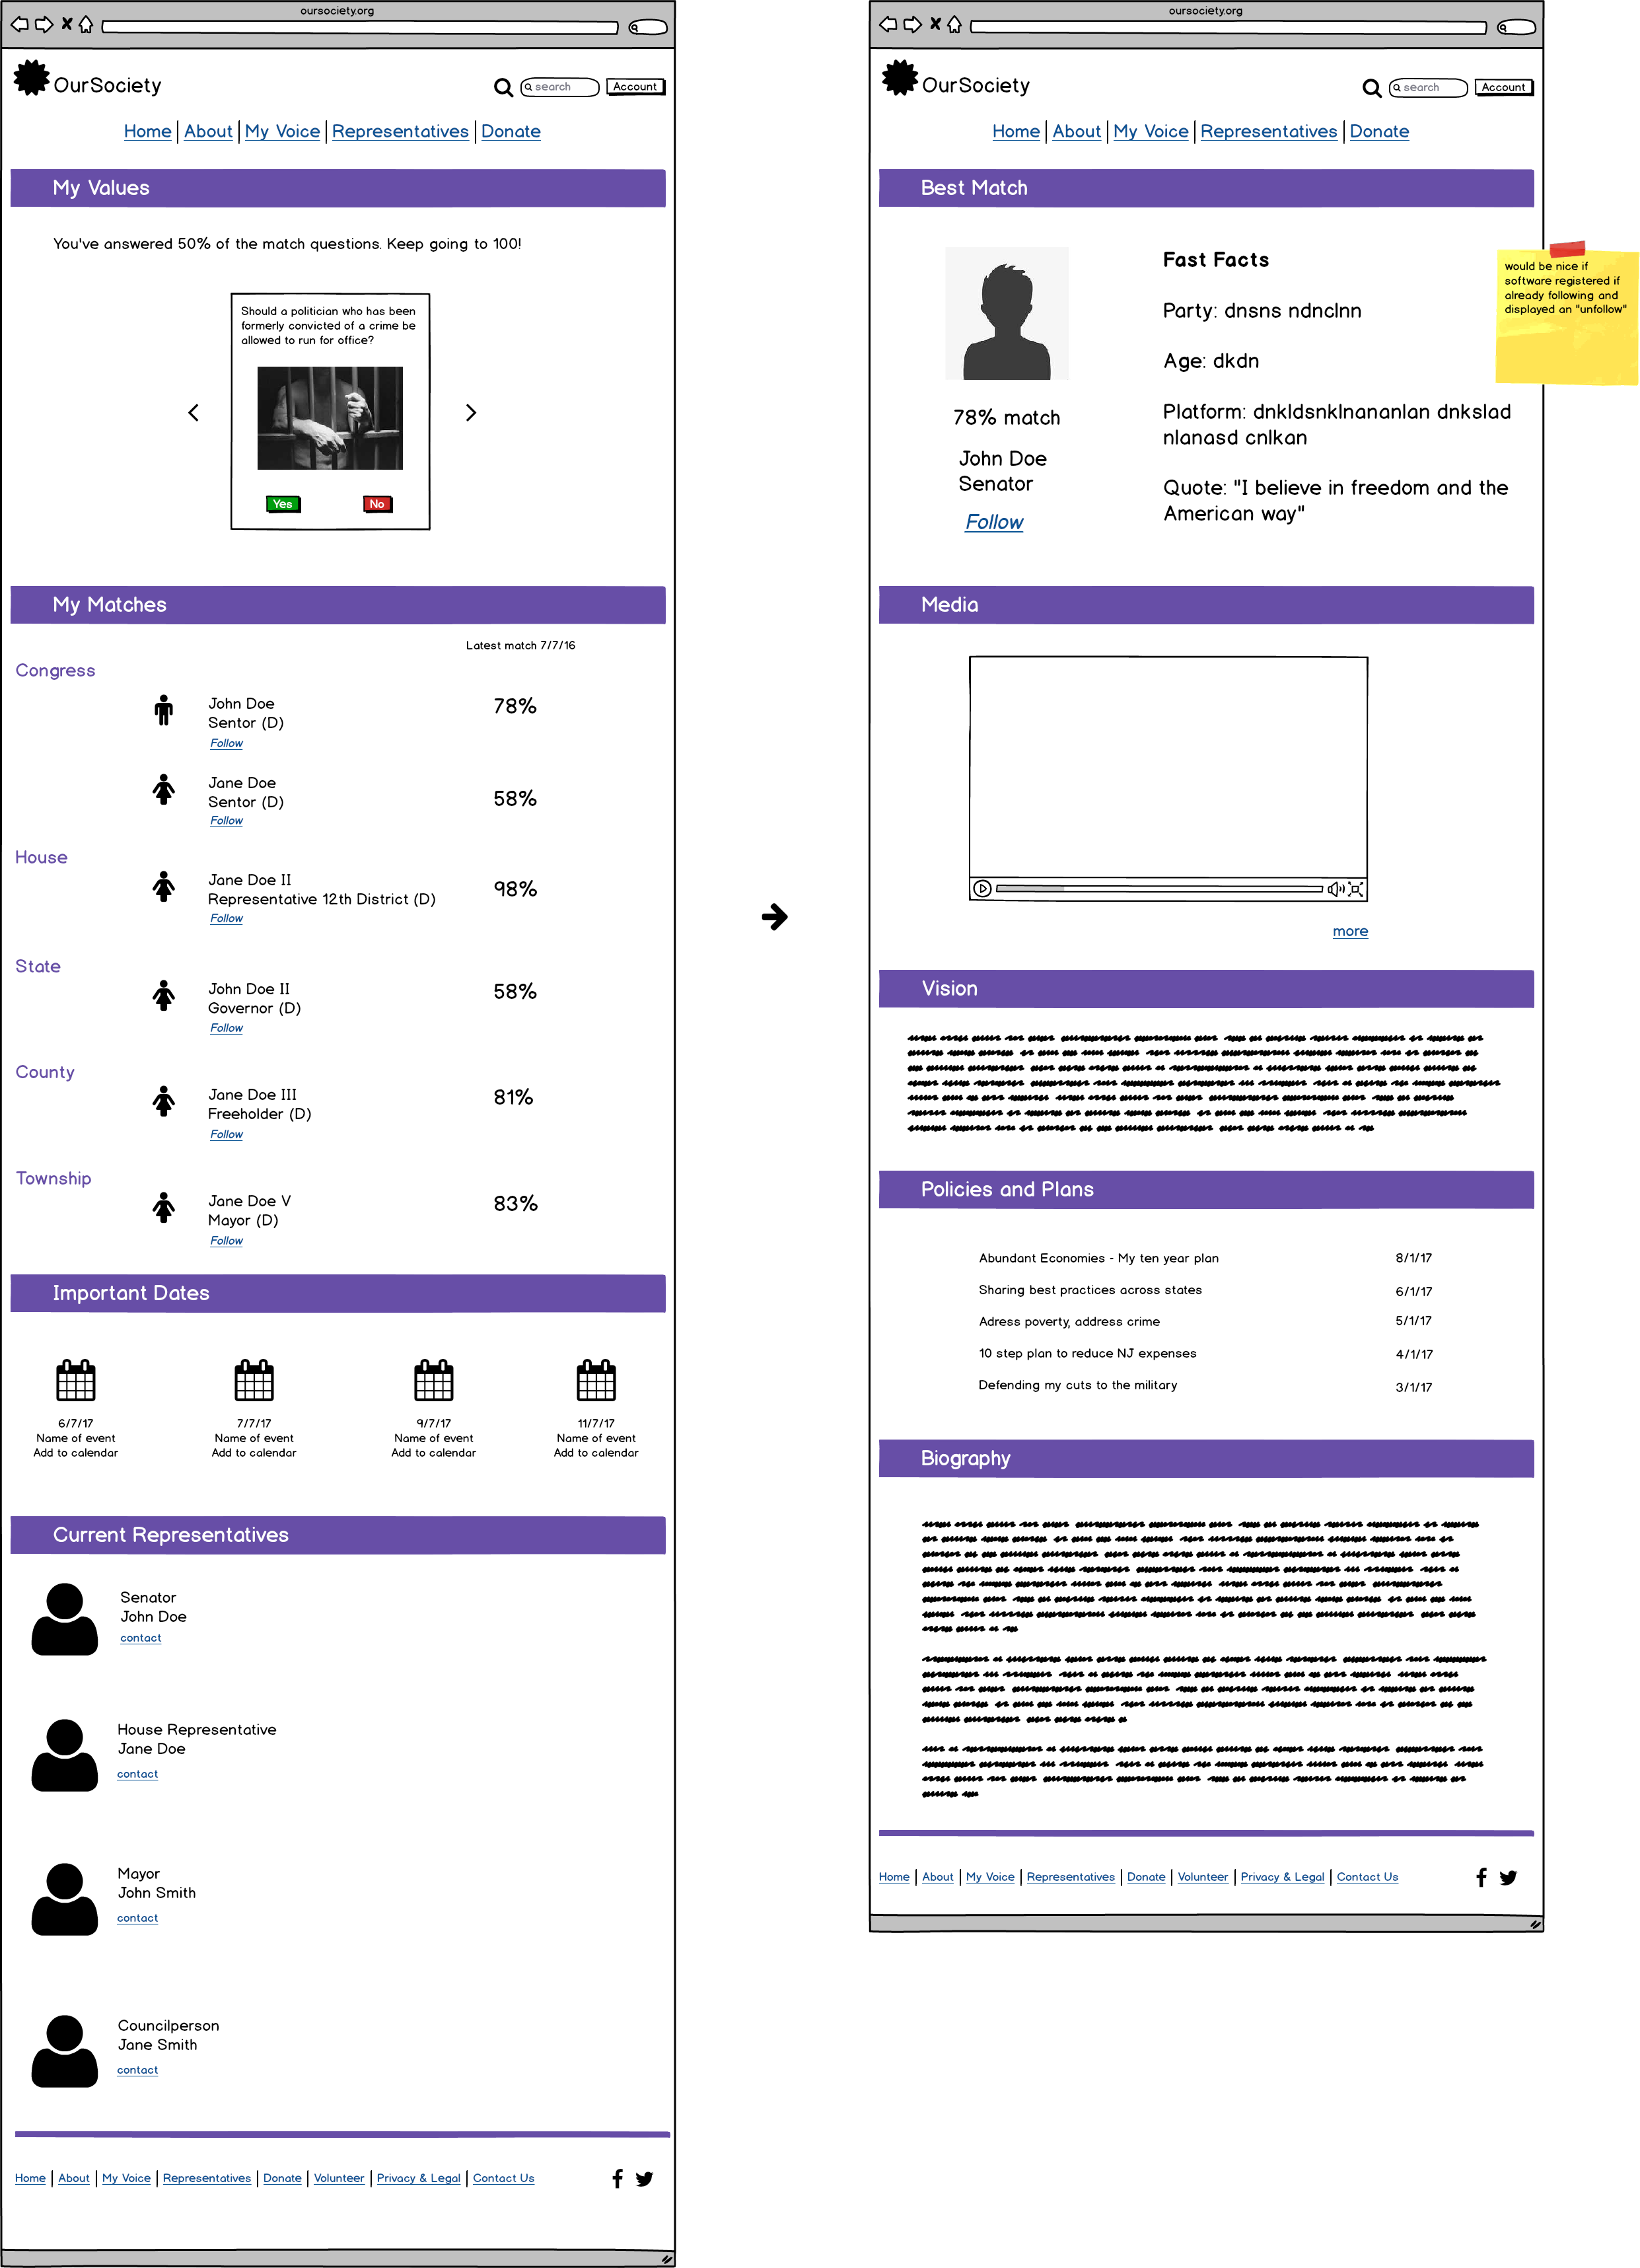 oursociety.org
OurSociety
search
Account
Home
About
My Voice
Representatives
Donate
My Values
You've answered 50% of the match questions. Keep going to 100!
Should a politician who has been
formerly convicted of a crime be
allowed to run for office?
Yes
No
My Matches
Latest match 7/7/16
Congress
John Doe
78%
Sentor (D)
Follow
Jane Doe
58%
Sentor (D)
Follow
House
Jane Doe II
98%
Representative 12th District (D)
Follow
State
John Doe II
58%
Governor (D)
Follow
County
Jane Doe III
81%
Freeholder (D)
Follow
Township
Jane Doe V
83%
Mayor (D)
Follow
Important Dates
6/7/17
Name of event
Add to calendar
7/7/17
Name of event
Add to calendar
9/7/17
Name of event
Add to calendar
11/7/17
Name of event
Add to calendar
Current Representatives
Senator
John Doe
contact
House Representative
Jane Doe
contact
Mayor
John Smith
contact
Councilperson
Jane Smith
contact
Home
About
My Voice
Representatives
Donate
Volunteer
Privacy & Legal
Contact Us
oursociety.org
OurSociety
search
Account
Home
About
My Voice
Representatives
Donate
Best Match
78% match
John Doe
Senator
Follow
Fast Facts
Party: dnsns ndnclnn
Age: dkdn
Platform: dnkldsnklnananlan dnkslad
nlanasd cnlkan
Quote: "I believe in freedom and the
American way"
would be nice if
software registered if
already following and
displayed an "unfollow"
Media
more
Vision
Policies and Plans
Abundant Economies - My ten year plan
8/1/17
Sharing best practices across states
6/1/17
Adress poverty, address crime
5/1/17
10 step plan to reduce NJ expenses
4/1/17
Defending my cuts to the military
3/1/17
Biography
Home
About
My Voice
Representatives
Donate
Volunteer
Privacy & Legal
Contact Us